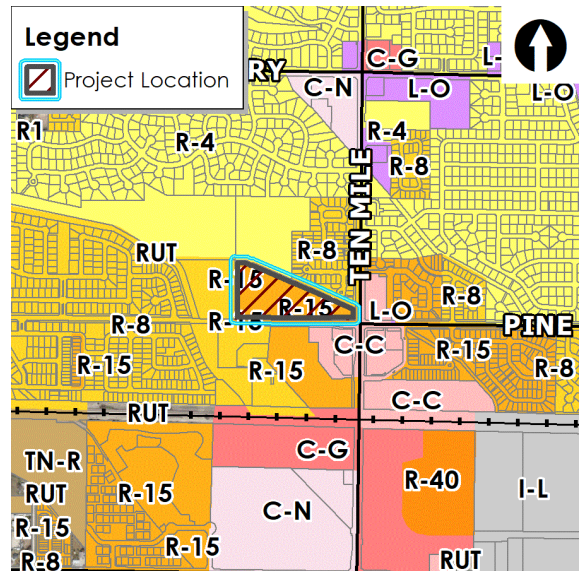 Legend
Project Location
RY
C-G
L-
C-N
L-O
L-O
R1
R-4
R-4
R-8
TEN MILE
RUT
R-8
R-15
R-15
R-8
L-O
R-8
R-15
PINE
C-C
R-15
R-15
R-8
C-C
RUT
C-G
TN-R
RUT
R-15
R-40
I-L
C-N
R-15
R-15
R-8
RUT